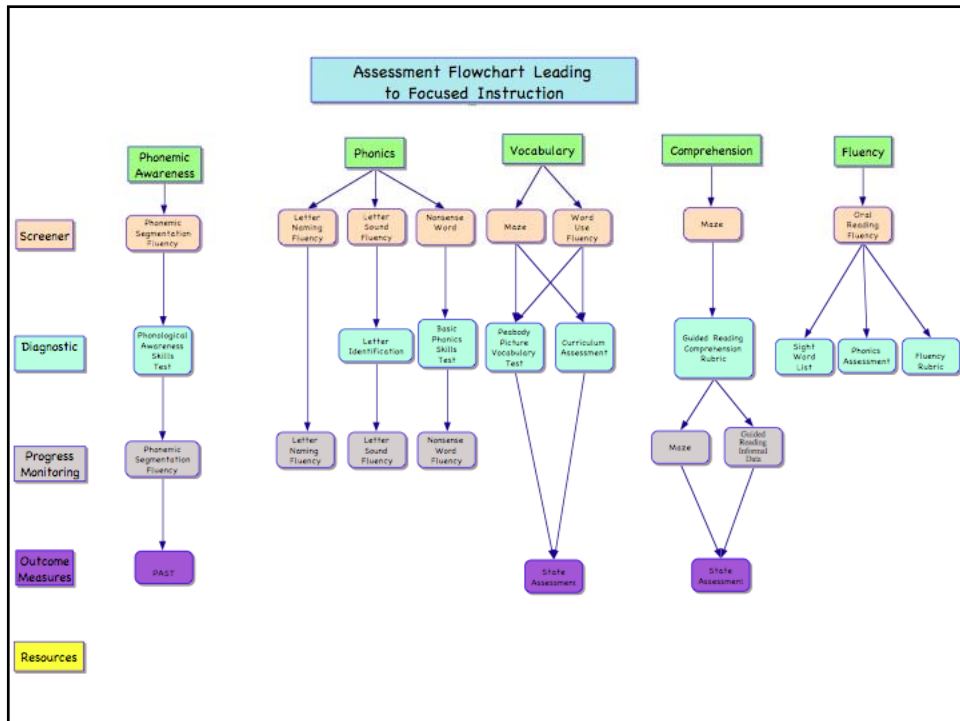 Assessment Flowchart Leading
to Focused Instruction
Phonemic
Awareness
Phonics
Vocabulary
Comprehension
Fluency
Screener
Phonemic
Segmentation
Fluency
Letter
Naming
Fluency
Letter
Sound
Fluency
Nonsense
Word
Maze
Word
Use
Fluency
Maze
Oral
Reading
Fluency
Diagnostic
Phonological
Awareness
Skills
Test
Letter
Identification
Basic
Phonics
Skills
Test
Peabody
Picture
Vocabulary
Test
Curriculum
Assessment
Guided Reading
Comprehension
Rubric
Sight
Word
List
Phonics
Assessment
Fluency
Rubric
Progress
Monitoring
Phonemic
Segmentation
Fluency
Letter
Naming
Fluency
Letter
Sound
Fluency
Nonsense
Word
Fluency
Maze
Guided
Reading
Informal
Data
Outcome
Measures
PAST
State
Assessment
State
Assessment
Resources